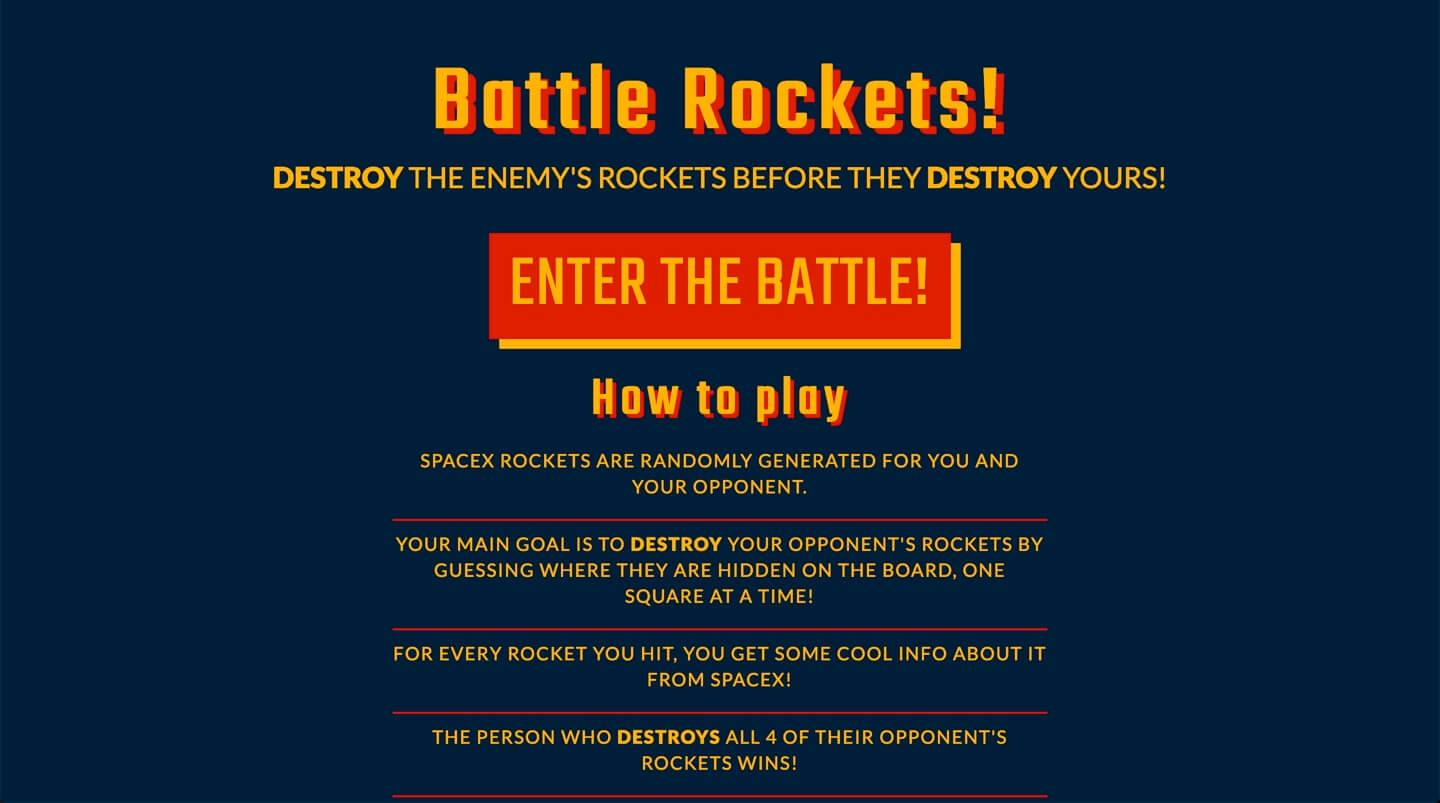 Battle Rockets!
DESTROY THE ENEMY'S ROCKETS BEFORE THEY DESTROY YOURS!
ENTER THE BATTLE!
How to play
SPACEX ROCKETS ARE RANDOMLY GENERATED FOR YOU AND
YOUR OPPONENT.
YOUR MAIN GOAL IS TO DESTROY YOUR OPPONENT'S ROCKETS BY
GUESSING WHERE THEY ARE HIDDEN ON THE BOARD, ONE
SQUARE AT A TIME!
FOR EVERY ROCKET YOU HIT, YOU GET SOME COOL INFO ABOUT IT
FROM SPACEX!
THE PERSON WHO DESTROYS ALL 4 OF THEIR OPPONENT'S
ROCKETS WINS!